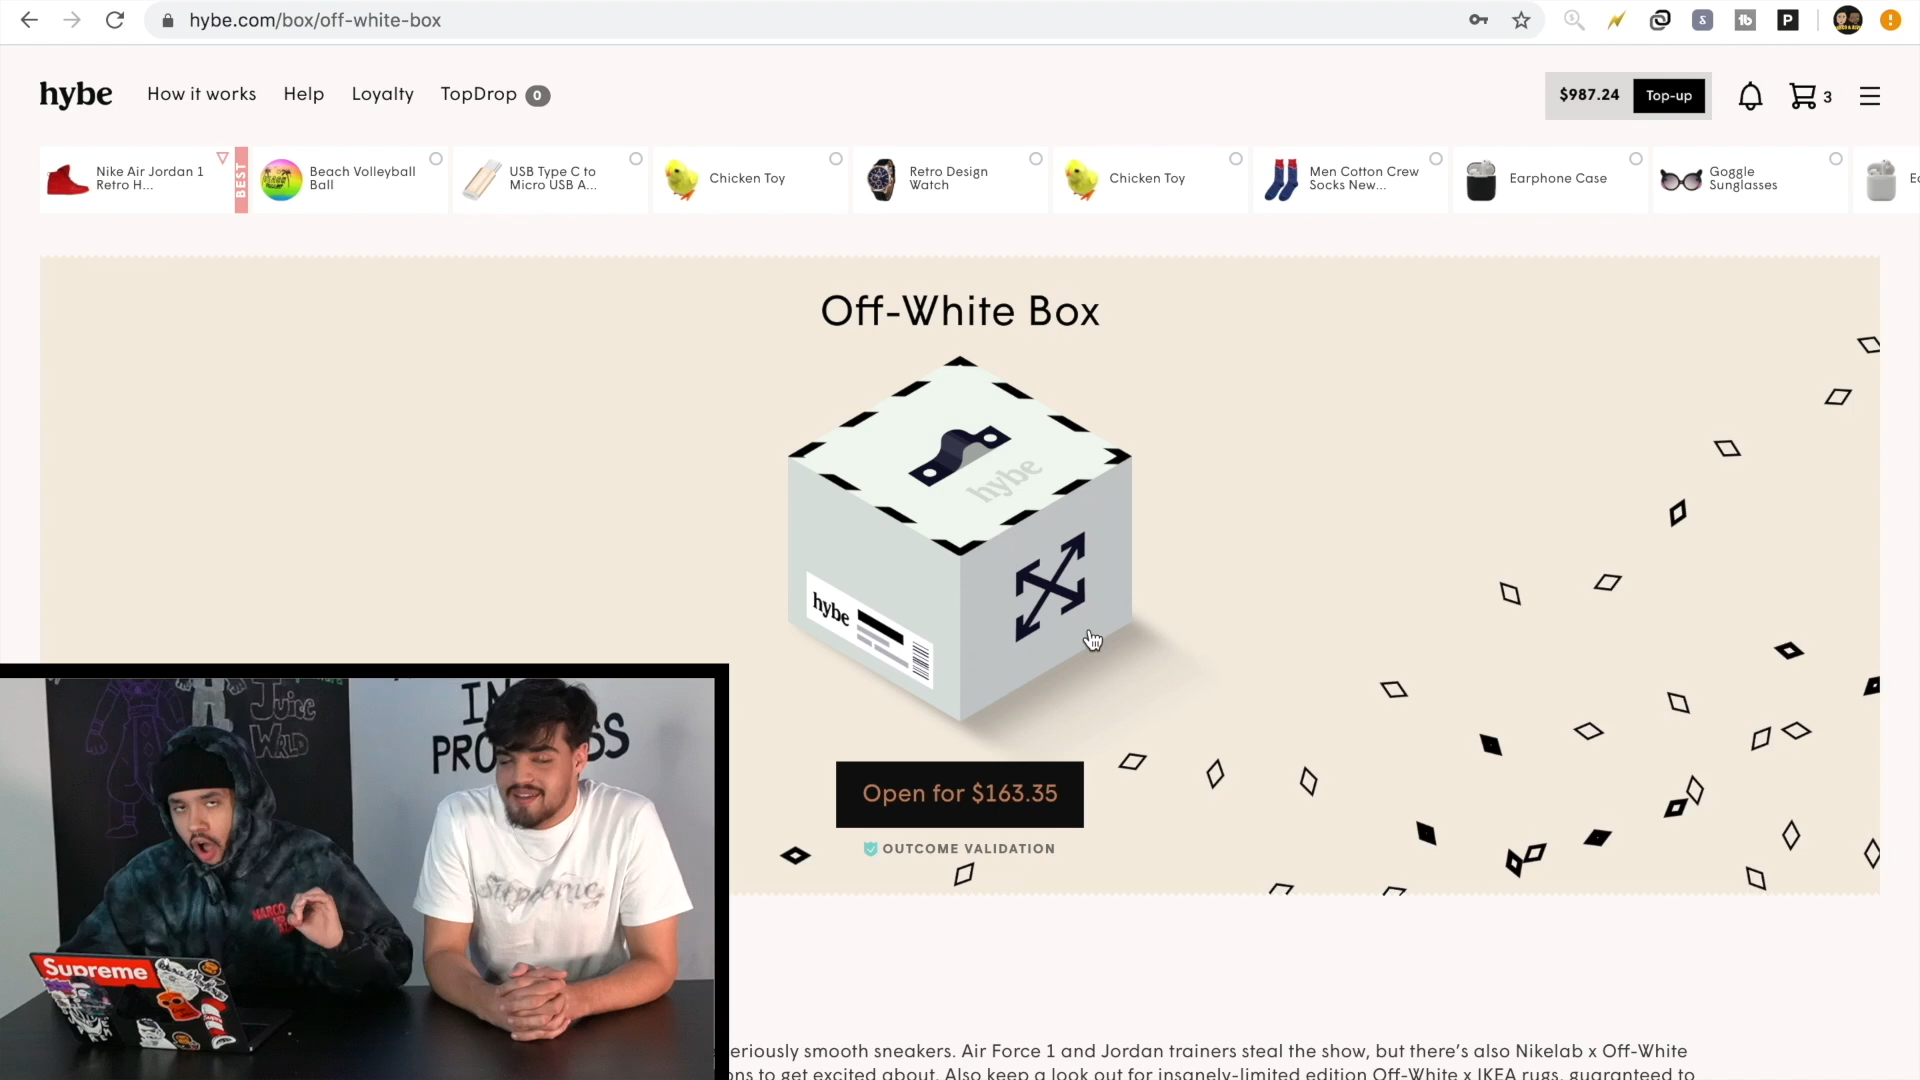 hybe.com/box/off-white-box
hybe
How it works
Help
Loyalty
TopDrop 0
$987.24
Top-up
3
Nike Air Jordan 1
Retro H...
BEST
Beach Volleyball
Ball
USB Type C to
Micro USB A...
Chicken Toy
Retro Design
Watch
Chicken Toy
Men Cotton Crew
Socks New...
Earphone Case
Goggle
Sunglasses
Off-White Box
hybe
hybe
Open for $163.35
OUTCOME VALIDATION
Juice
Wrld
IN
PRO SS
Supreme
MARCO
Supreme
eriously smooth sneakers. Air Force 1 and Jordan trainers steal the show, but there's also Nikelab x Off-White
ons to get excited about. Also keep a look out for insanely-limited edition Off-White x IKEA rugs, guaranteed to